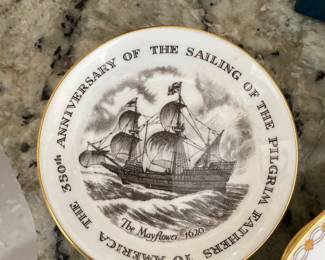 THE 350th ANNIVERSARY OF THE SAILING OF THE PILGRIM FATHERS TO AMERICA
The Mayflower 1620